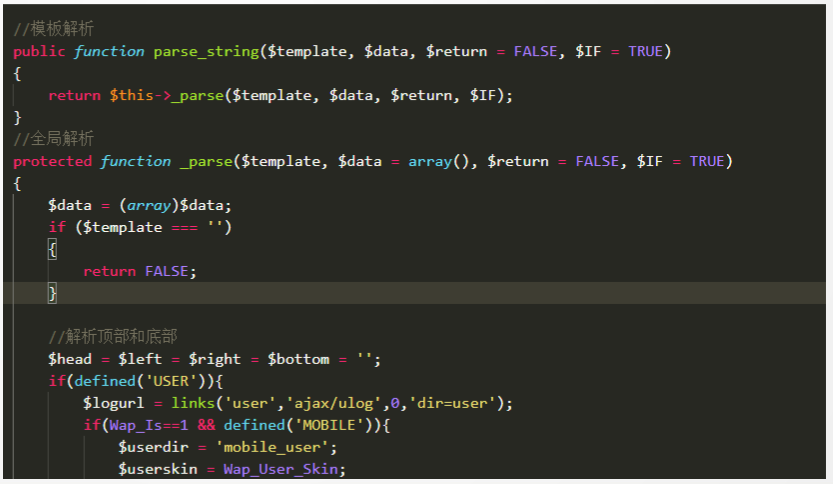 //模板解析
public function parse_string($template, $data, $return = FALSE, $IF = TRUE)
{
    return $this->_parse($template, $data, $return, $IF);
}
//全局解析
protected function _parse($template, $data = array(), $return = FALSE, $IF = TRUE)
{
    $data = (array)$data;
    if ($template === '')
    {
        return FALSE;
    }
    //解析顶部和底部
    $head = $left = $right = $bottom = '';
    if(defined('USER')){
        $logurl = links('user','ajax/ulog',0,'dir=user');
        if(Wap_Is==1 && defined('MOBILE')){
            $userdir = 'mobile_user';
            $userskin = Wap_User_Skin;